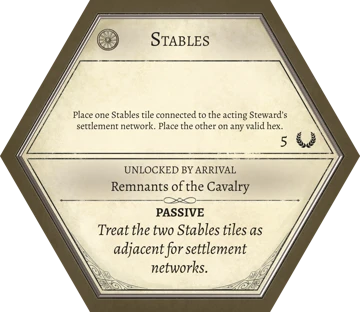 Stables
Place one Stables tile connected to the acting Steward's
settlement network. Place the other on any valid hex.
5
UNLOCKED BY ARRIVAL
Remnants of the Cavalry
PASSIVE
Treat the two Stables tiles as
adjacent for settlement
networks.